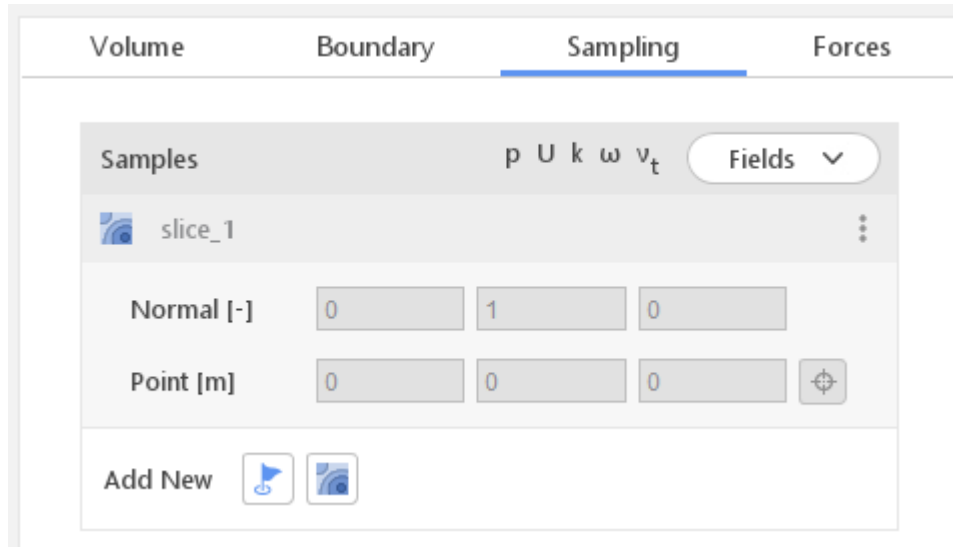 Volume Boundary Sampling Forces
Samples p U k ω νt Fields
slice_1
Normal [-] 0 1 0
Point [m] 0 0 0
Add New